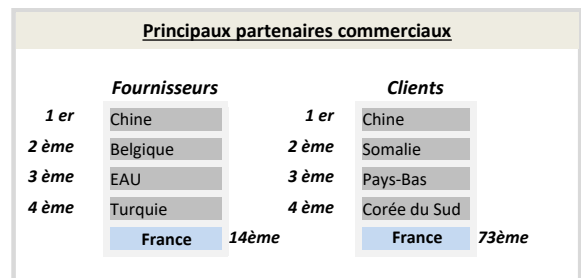 Principaux partenaires commerciaux
Fournisseurs Clients
1 er Chine 1 er Chine
2 ème Belgique 2 ème Somalie
3 ème EAU 3 ème Pays-Bas
4 ème Turquie 4 ème Corée du Sud
France 14ème France 73ème